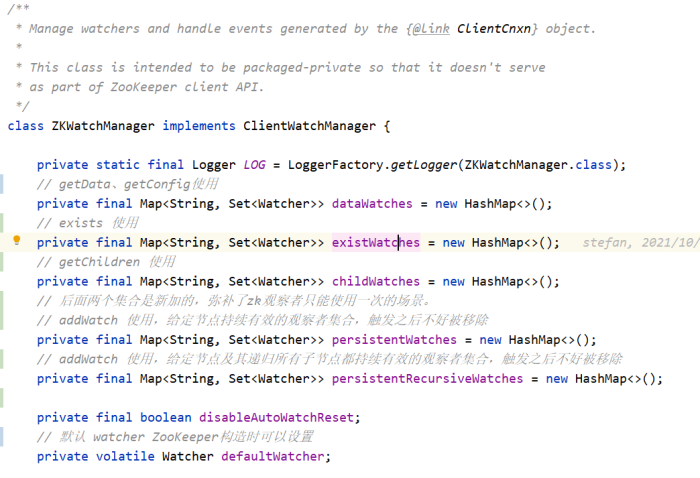 /**
 * Manage watchers and handle events generated by the {@link ClientCnxn} object.
 *
 * This class is intended to be packaged-private so that it doesn't serve
 * as part of ZooKeeper client API.
 */
class ZKWatchManager implements ClientWatchManager {
private static final Logger LOG = LoggerFactory.getLogger(ZKWatchManager.class);
// getData、getConfig使用
private final Map<String, Set<Watcher>> dataWatches = new HashMap<>();
// exists 使用
private final Map<String, Set<Watcher>> existWatches = new HashMap<>(); stefan, 2021/10/
// getChildren 使用
private final Map<String, Set<Watcher>> childWatches = new HashMap<>();
// 后面两个集合是新加的，弥补了zk观察者只能使用一次的场景。
// addWatch 使用，给定节点持续有效的观察者集合，触发之后不好被移除
private final Map<String, Set<Watcher>> persistentWatches = new HashMap<>();
// addWatch 使用，给定节点及其递归所有子节点都持续有效的观察者集合，触发之后不好被移除
private final Map<String, Set<Watcher>> persistentRecursiveWatches = new HashMap<>();
private final boolean disableAutoWatchReset;
// 默认 watcher ZooKeeper构造时可以设置
private volatile Watcher defaultWatcher;